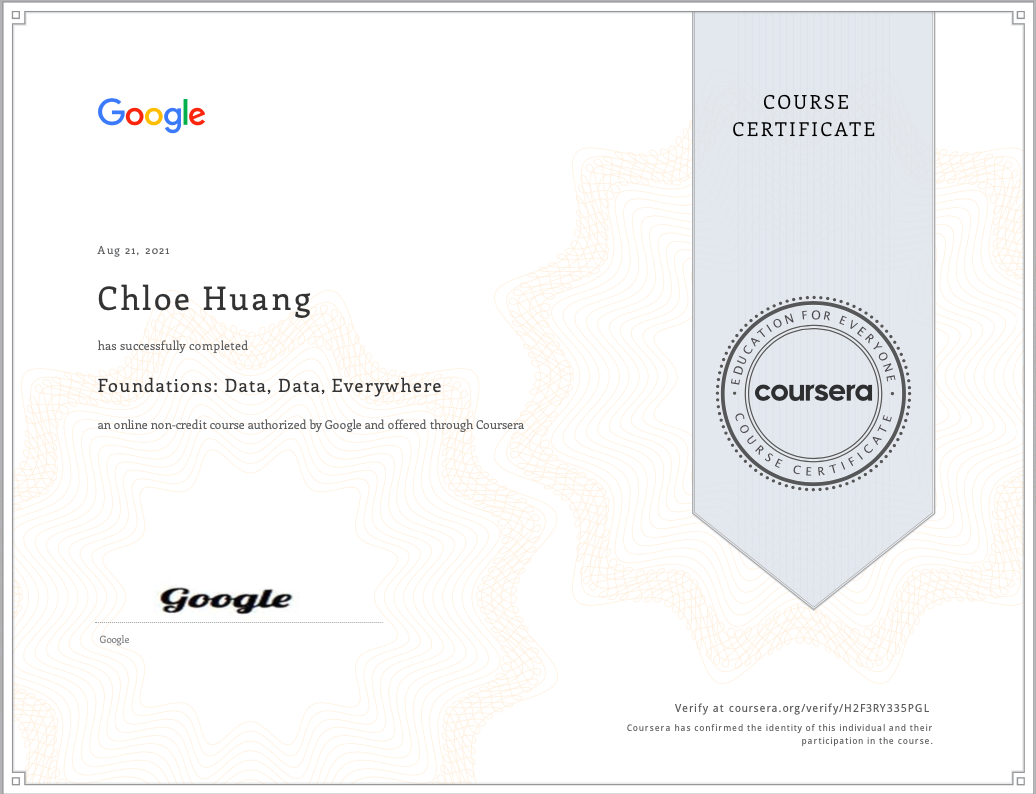 Google
COURSE
CERTIFICATE
Aug 21, 2021
Chloe Huang
has successfully completed
Foundations: Data, Data, Everywhere
an online non-credit course authorized by Google and offered through Coursera
EDUCATION FOR EVERYONE
coursera
COURSE CERTIFICATE
Google
Google
Verify at coursera.org/verify/H2F3RY335PGL
Coursera has confirmed the identity of this individual and their
participation in the course.